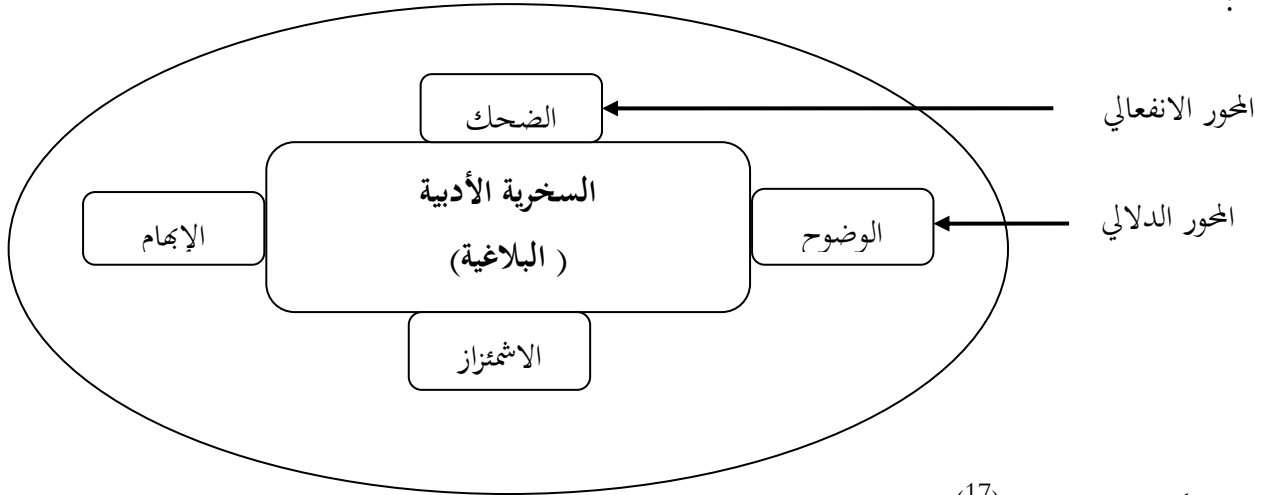 :
الضحك
المحور الانفعالي
السخرية الأدبية
( البلاغية)
الوضوح
المحور الدلالي
الإبهام
الاشمئزاز
(17)